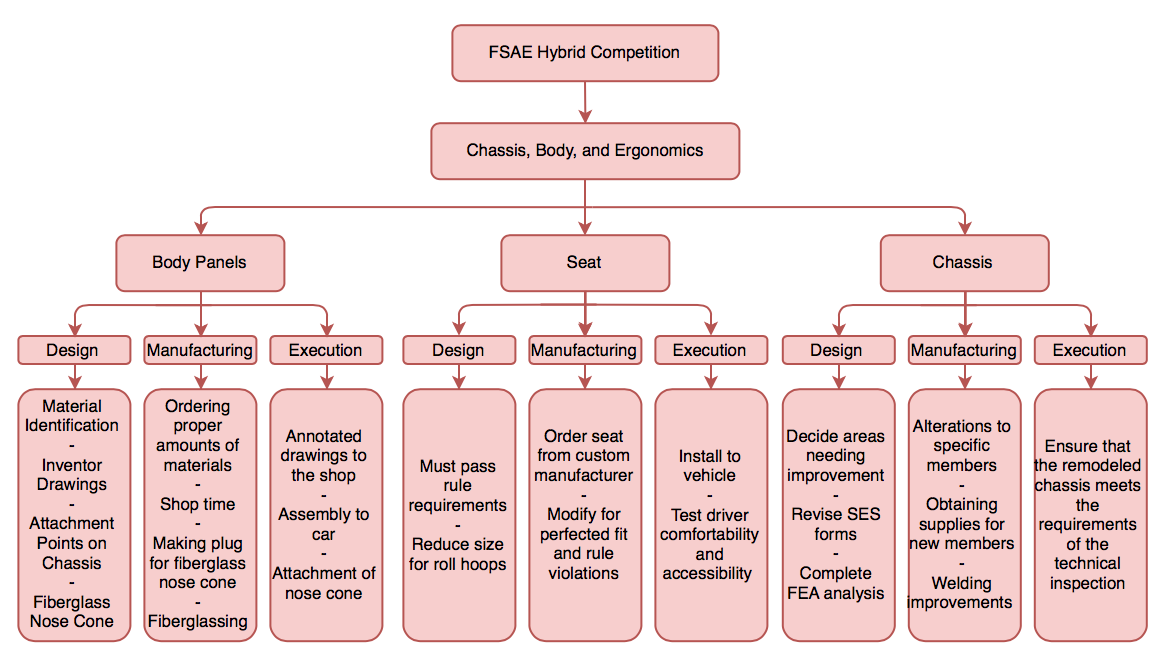 FSAE Hybrid Competition
Chassis, Body, and Ergonomics
Body Panels
Seat
Chassis
Design
Manufacturing
Execution
Design
Manufacturing
Execution
Design
Manufacturing
Execution
Material
Identification
-
Inventor
Drawings
-
Attachment
Points on
Chassis
-
Fiberglass
Nose Cone
Ordering
proper
amounts of
materials
-
Shop time
-
Making plug
for fiberglass
nose cone
-
Fiberglassing
Annotated
drawings to
the shop
-
Assembly to
car
-
Attachment of
nose cone
Must pass
rule
requirements
-
Reduce size
for roll hoops
Order seat
from custom
manufacturer
-
Modify for
perfected fit
and rule
violations
Install to
vehicle
-
Test driver
comfortability
and
accessibility
Decide areas
needing
improvement
-
Revise SES
forms
-
Complete
FEA analysis
Alterations to
specific
members
-
Obtaining
supplies for
new members
-
Welding
improvements
Ensure that
the remodeled
chassis meets
the
requirements
of the
technical
inspection